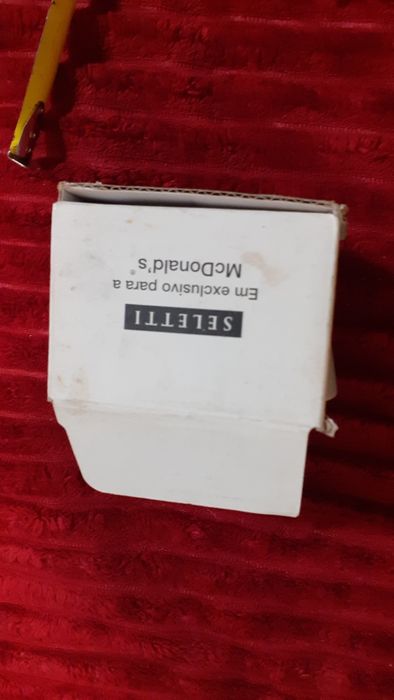 SELETTI
Em exclusivo para a
McDonald's®